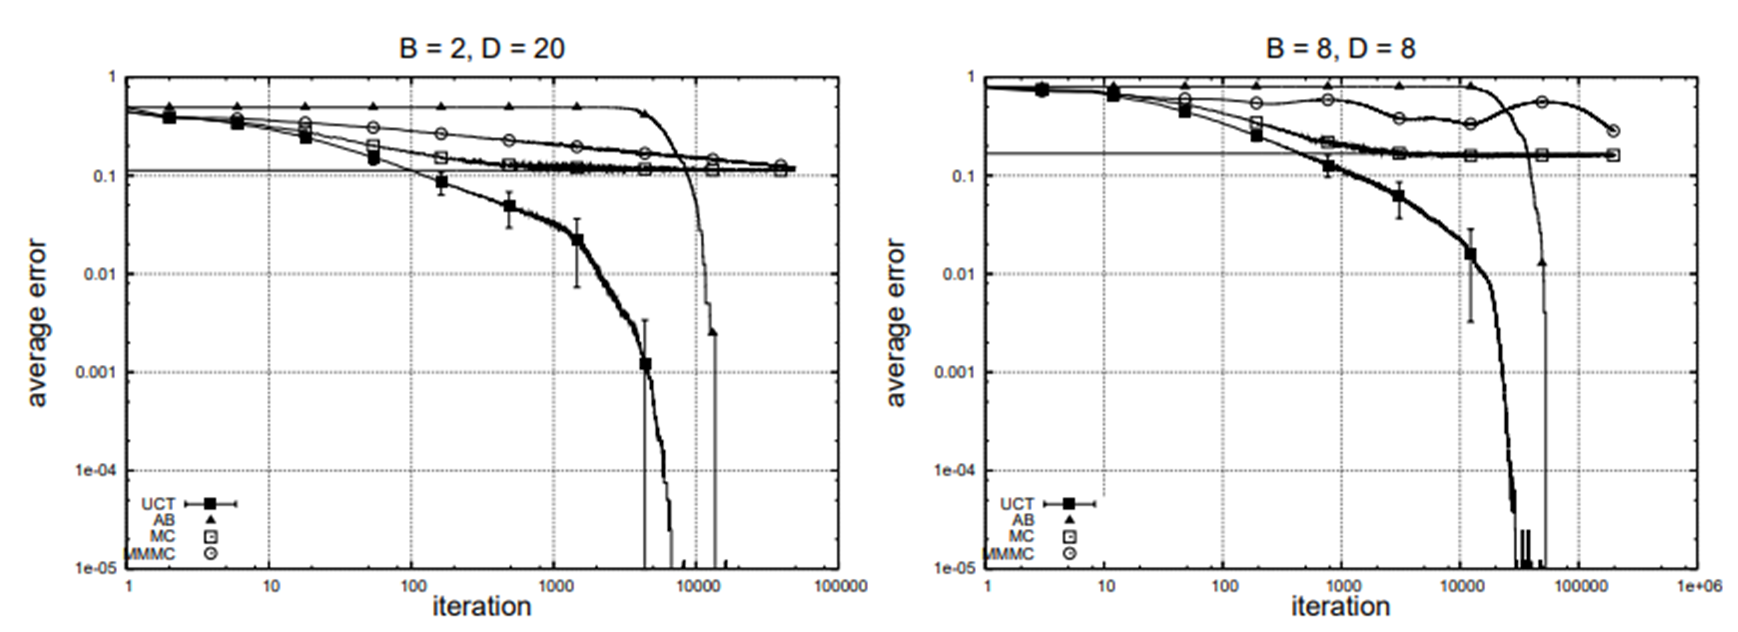 B = 2, D = 20
1
0.1
0.01
0.001
1e-04
1e-05
average error
UCT
AB
MC
MMMC
1 10 100 1000 10000 100000
iteration
B = 8, D = 8
1
0.1
0.01
0.001
1e-04
1e-05
average error
UCT
AB
MC
MMMC
1 10 100 1000 10000 100000 1e+06
iteration